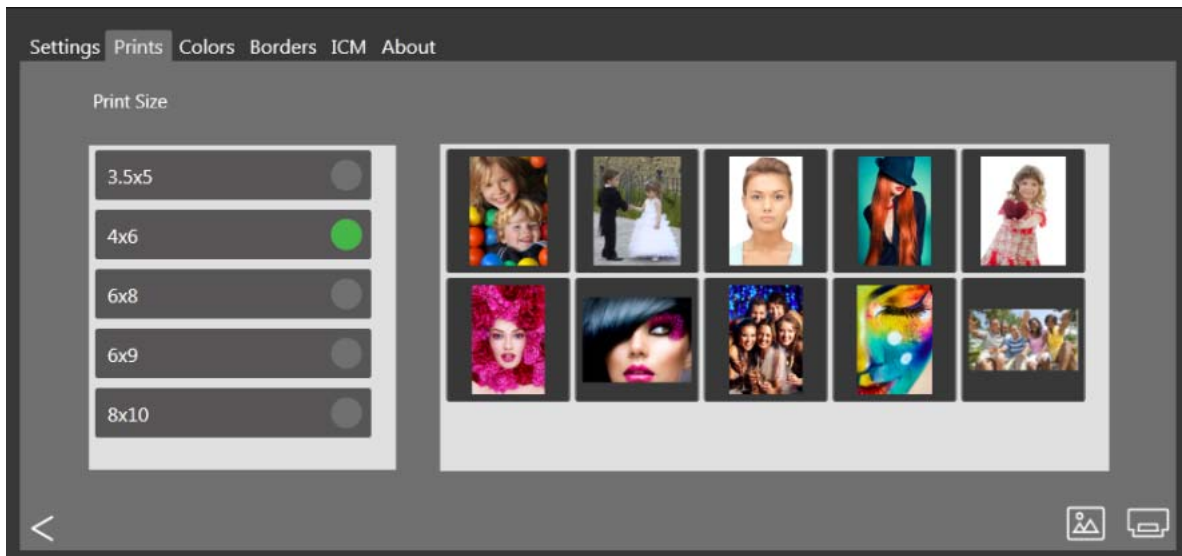 Settings Prints Colors Borders ICM About
Print Size
3.5x5
4x6
6x8
6x9
8x10